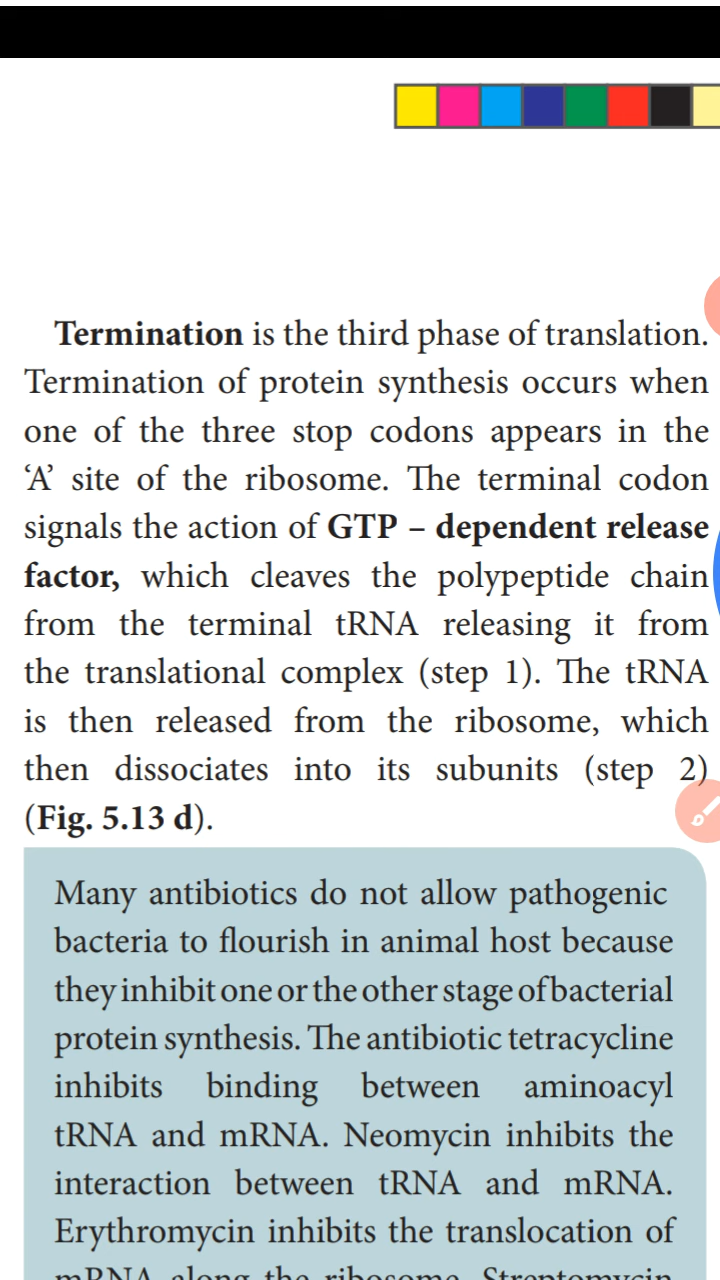 Termination is the third phase of translation.
Termination of protein synthesis occurs when
one of the three stop codons appears in the
‘A’ site of the ribosome. The terminal codon
signals the action of GTP – dependent release
factor, which cleaves the polypeptide chain
from the terminal tRNA releasing it from
the translational complex (step 1). The tRNA
is then released from the ribosome, which
then dissociates into its subunits (step 2)
(Fig. 5.13 d).
Many antibiotics do not allow pathogenic
bacteria to flourish in animal host because
they inhibit one or the other stage of bacterial
protein synthesis. The antibiotic tetracycline
inhibits binding between aminoacyl
tRNA and mRNA. Neomycin inhibits the
interaction between tRNA and mRNA.
Erythromycin inhibits the translocation of
mRNA along the ribosome. Streptomycin